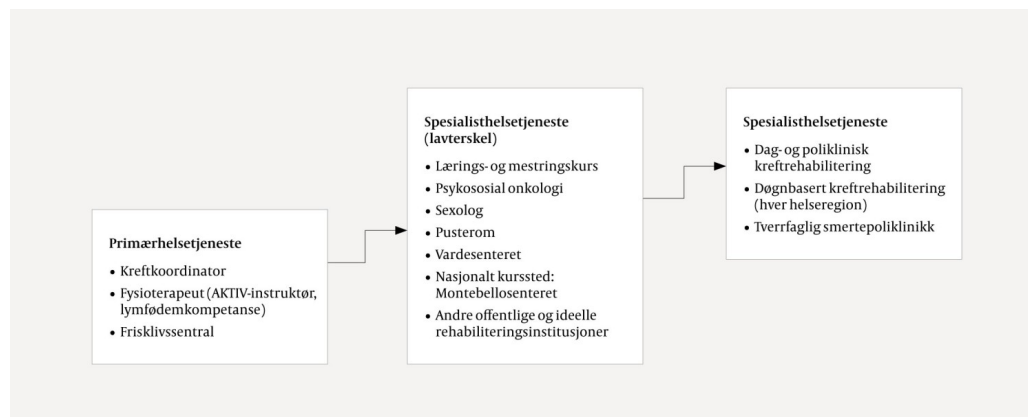 Primærhelsetjeneste
• Kreftkoordinator
• Fysioterapeut (AKTIV-instruktør,
lymfødemkompetanse)
• Frisklivssentral
Spesialisthelsetjeneste
(lavterskel)
• Lærings- og mestringskurs
• Psykososial onkologi
• Sexolog
• Pusterom
• Vardesenteret
• Nasjonalt kurssted:
Montebellosenteret
• Andre offentlige og ideelle
rehabiliteringsinstitusjoner
Spesialisthelsetjeneste
• Dag- og poliklinisk
kreftrehabilitering
• Døgnbasert kreftrehabilitering
(hver helseregion)
• Tverrfaglig smertepoliklinikk